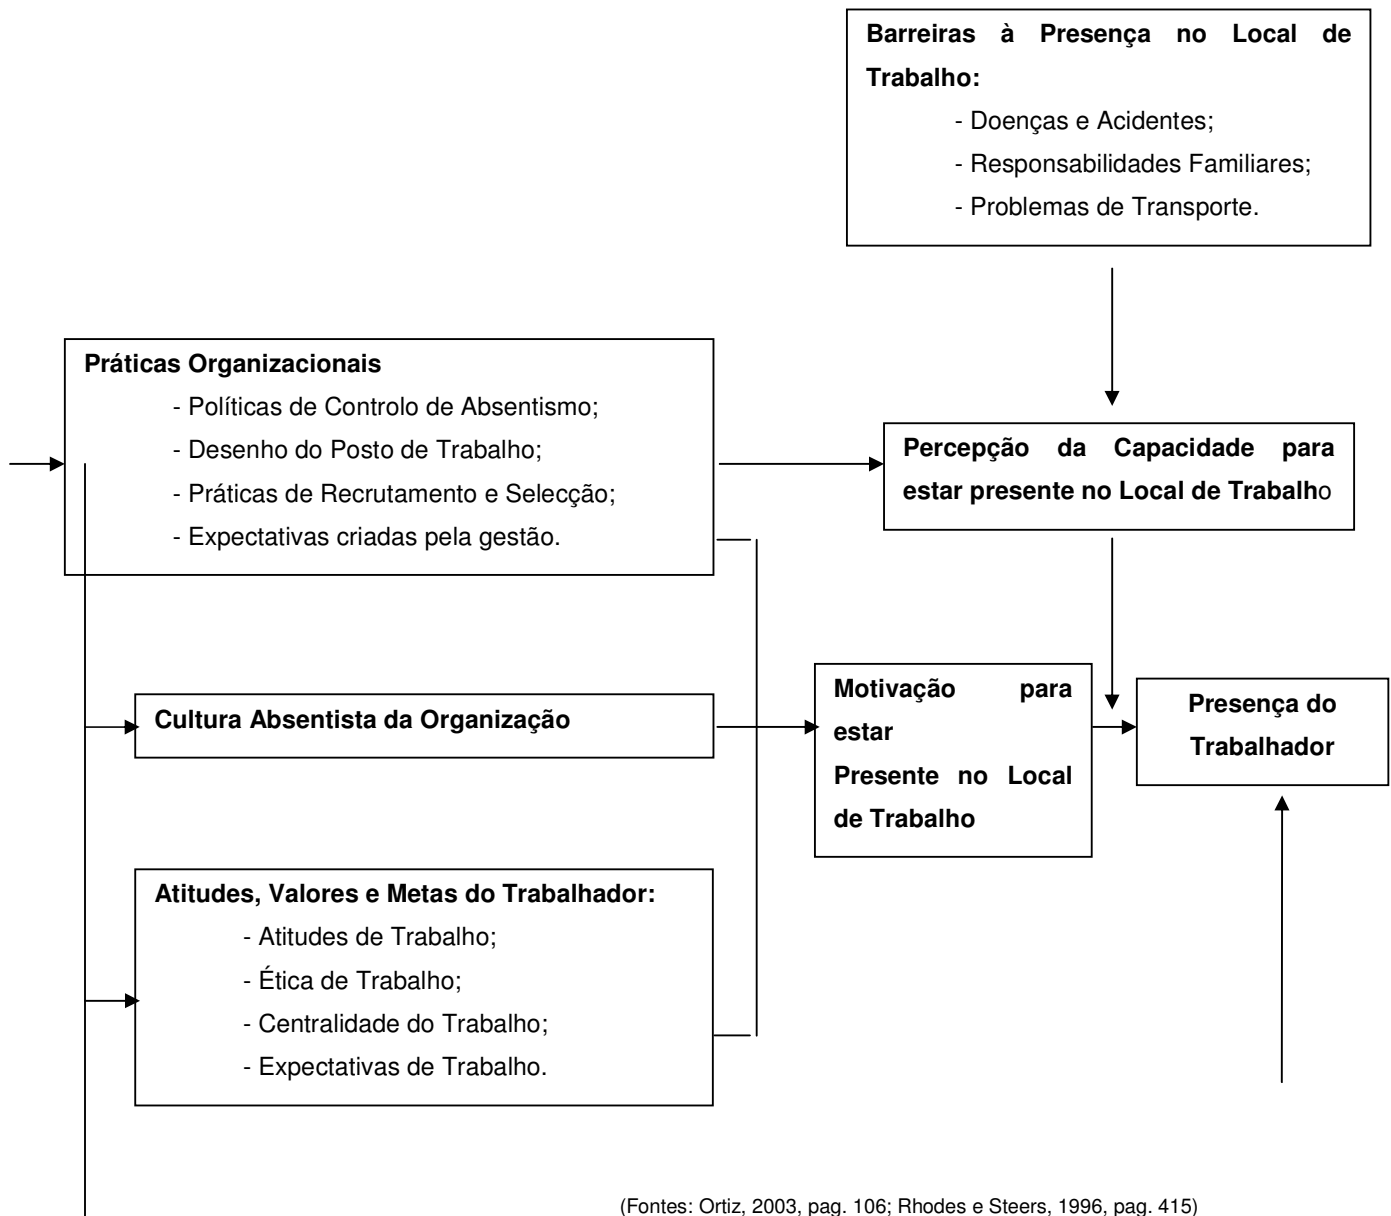 Barreiras à Presença no Local de
Trabalho:
- Doenças e Acidentes;
- Responsabilidades Familiares;
- Problemas de Transporte.
Práticas Organizacionais
- Políticas de Controlo de Absentismo;
- Desenho do Posto de Trabalho;
- Práticas de Recrutamento e Selecção;
- Expectativas criadas pela gestão.
Percepção da Capacidade para
estar presente no Local de Trabalho
Cultura Absentista da Organização
Motivação para
estar
Presente no Local
de Trabalho
Presença do
Trabalhador
Atitudes, Valores e Metas do Trabalhador:
- Atitudes de Trabalho;
- Ética de Trabalho;
- Centralidade do Trabalho;
- Expectativas de Trabalho.
(Fontes: Ortiz, 2003, pag. 106; Rhodes e Steers, 1996, pag. 415)